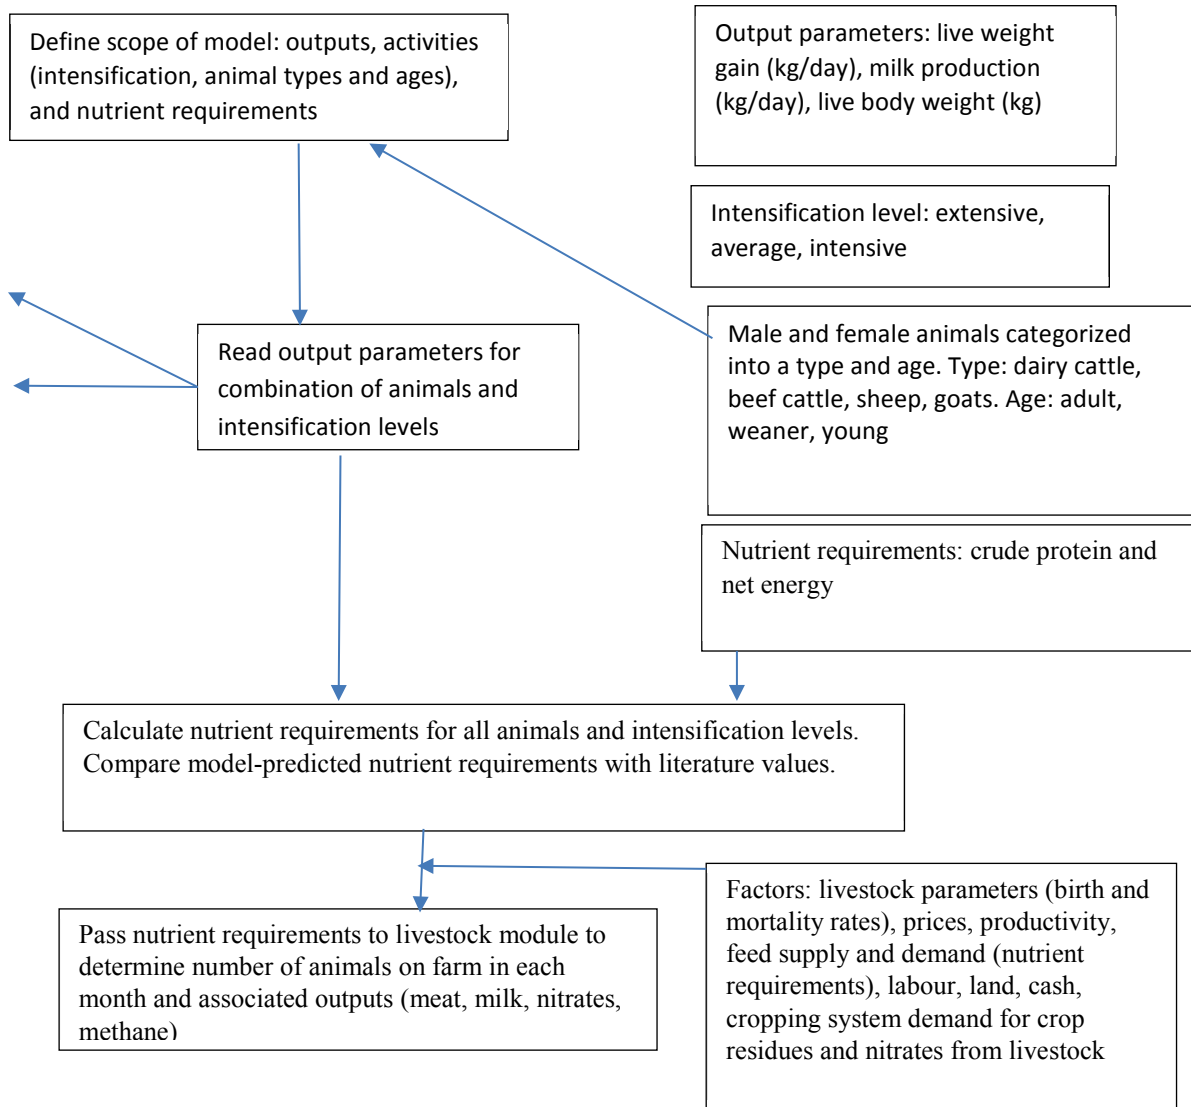 Define scope of model: outputs, activities
(intensification, animal types and ages),
and nutrient requirements
Output parameters: live weight
gain (kg/day), milk production
(kg/day), live body weight (kg)
Intensification level: extensive,
average, intensive
Read output parameters for
combination of animals and
intensification levels
Male and female animals categorized
into a type and age. Type: dairy cattle,
beef cattle, sheep, goats. Age: adult,
weaner, young
Nutrient requirements: crude protein and
net energy
Calculate nutrient requirements for all animals and intensification levels.
Compare model-predicted nutrient requirements with literature values.
Pass nutrient requirements to livestock module to
determine number of animals on farm in each
month and associated outputs (meat, milk, nitrates,
methane)
Factors: livestock parameters (birth and
mortality rates), prices, productivity,
feed supply and demand (nutrient
requirements), labour, land, cash,
cropping system demand for crop
residues and nitrates from livestock